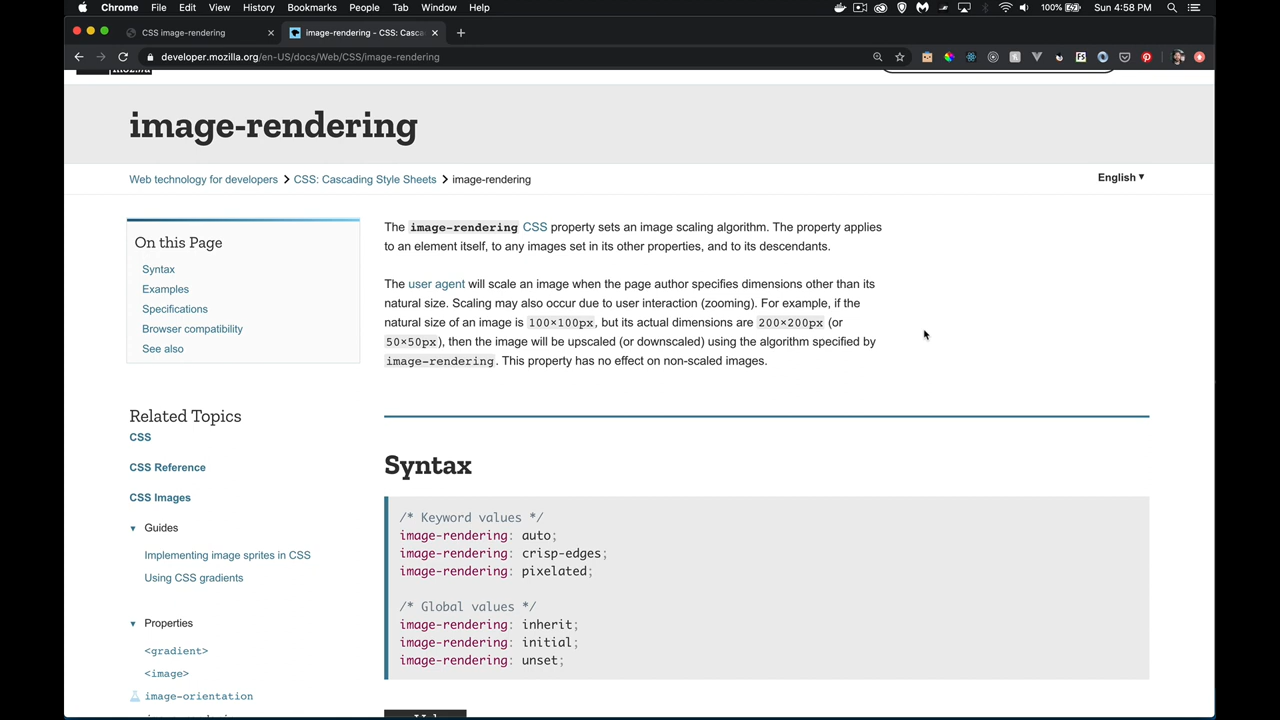 Chrome File Edit View History Bookmarks People Tab Window Help 100% Sun 4:58 PM
CSS image-rendering image-rendering - CSS: Casca
developer.mozilla.org/en-US/docs/Web/CSS/image-rendering
image-rendering
Web technology for developers CSS: Cascading Style Sheets image-rendering English
On this Page
Syntax
Examples
Specifications
Browser compatibility
See also
The image-rendering CSS property sets an image scaling algorithm. The property applies
to an element itself, to any images set in its other properties, and to its descendants.
The user agent will scale an image when the page author specifies dimensions other than its
natural size. Scaling may also occur due to user interaction (zooming). For example, if the
natural size of an image is 100×100px, but its actual dimensions are 200×200px (or
50×50px), then the image will be upscaled (or downscaled) using the algorithm specified by
image-rendering. This property has no effect on non-scaled images.
Related Topics
CSS
CSS Reference
CSS Images
Guides
Implementing image sprites in CSS
Using CSS gradients
Properties
<gradient>
<image>
image-orientation
Syntax
/* Keyword values */
image-rendering: auto;
image-rendering: crisp-edges;
image-rendering: pixelated;
/* Global values */
image-rendering: inherit;
image-rendering: initial;
image-rendering: unset;